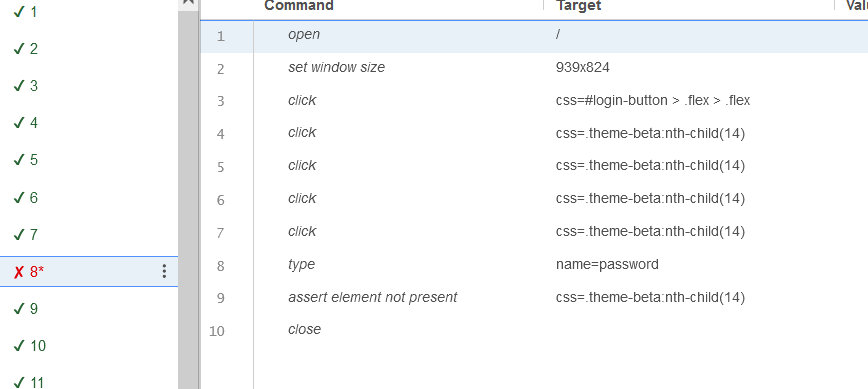 Command Target Val
✓ 1
✓ 2
✓ 3
✓ 4
✓ 5
✓ 6
✓ 7
✗ 8*
✓ 9
✓ 10
✓ 11
1 open /
2 set window size 939x824
3 click css=#login-button > .flex > .flex
4 click css=.theme-beta:nth-child(14)
5 click css=.theme-beta:nth-child(14)
6 click css=.theme-beta:nth-child(14)
7 click css=.theme-beta:nth-child(14)
8 type name=password
9 assert element not present css=.theme-beta:nth-child(14)
10 close